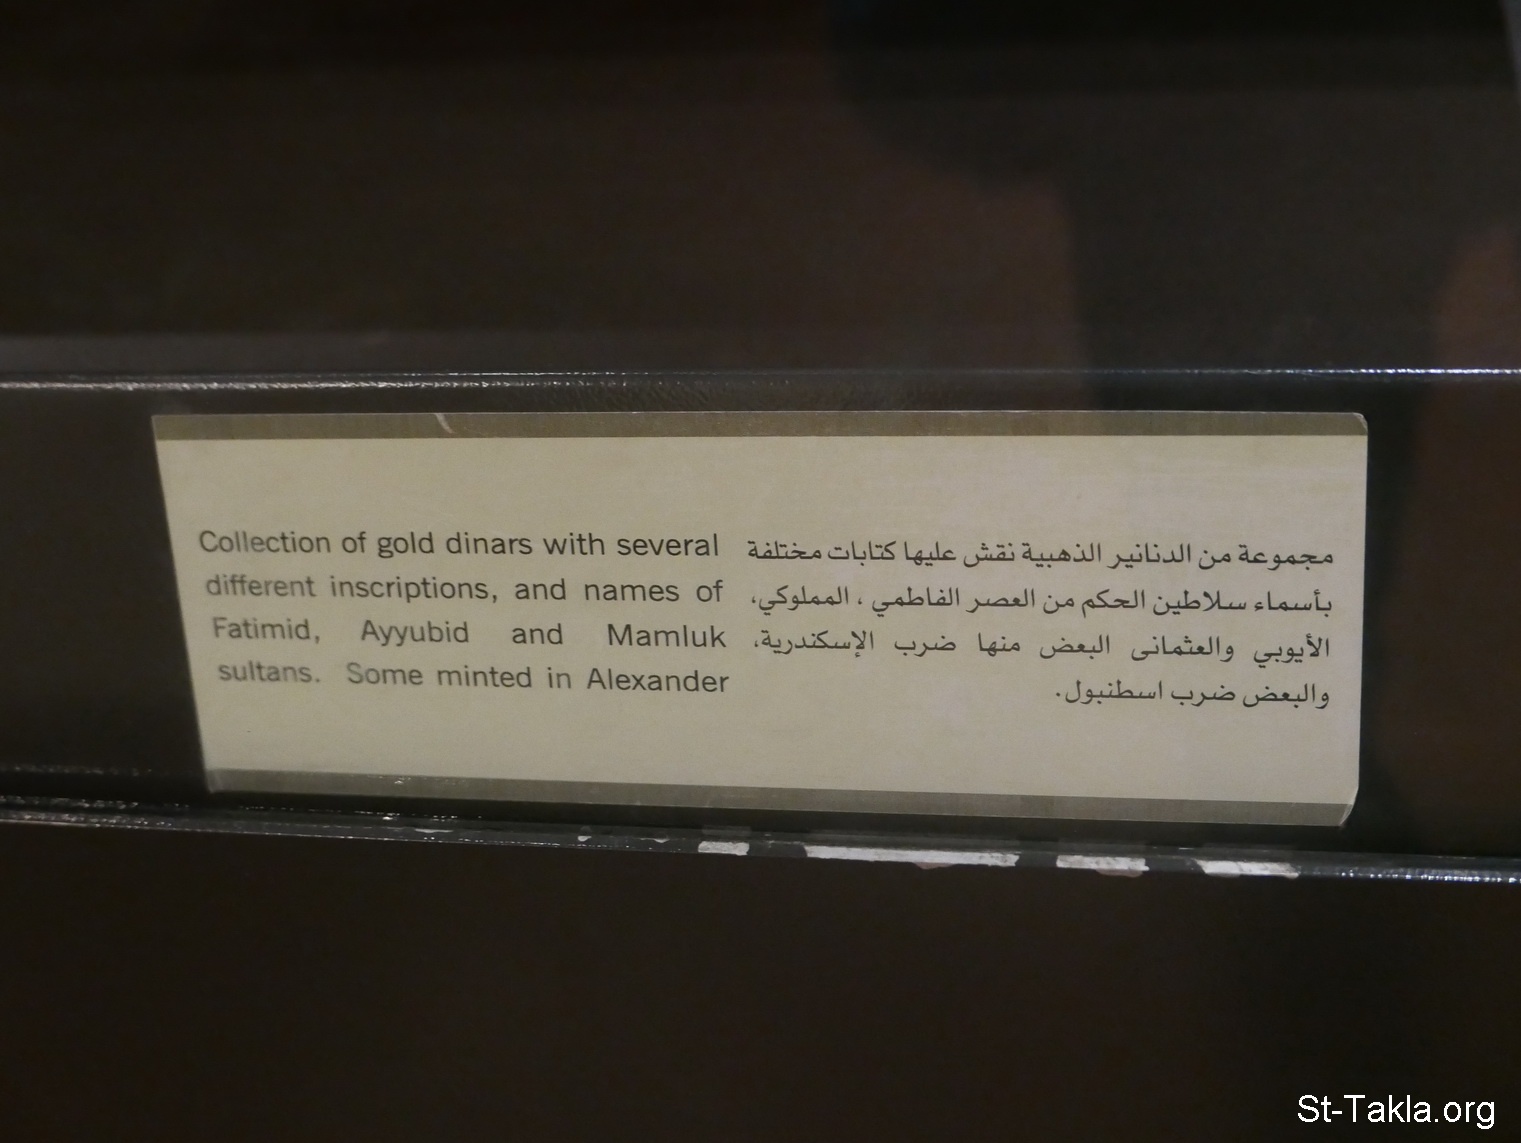 Collection of gold dinars with several
different inscriptions, and names of
Fatimid, Ayyubid and Mamluk
sultans. Some minted in Alexander
مجموعة من الدنانير الذهبية نقش عليها كتابات مختلفة
بأسماء سلاطين الحكم من العصر الفاطمي ، المملوكي،
الأيوبي والعثمانى البعض منها ضرب الإسكندرية،
والبعض ضرب اسطنبول.
St-Takla.org